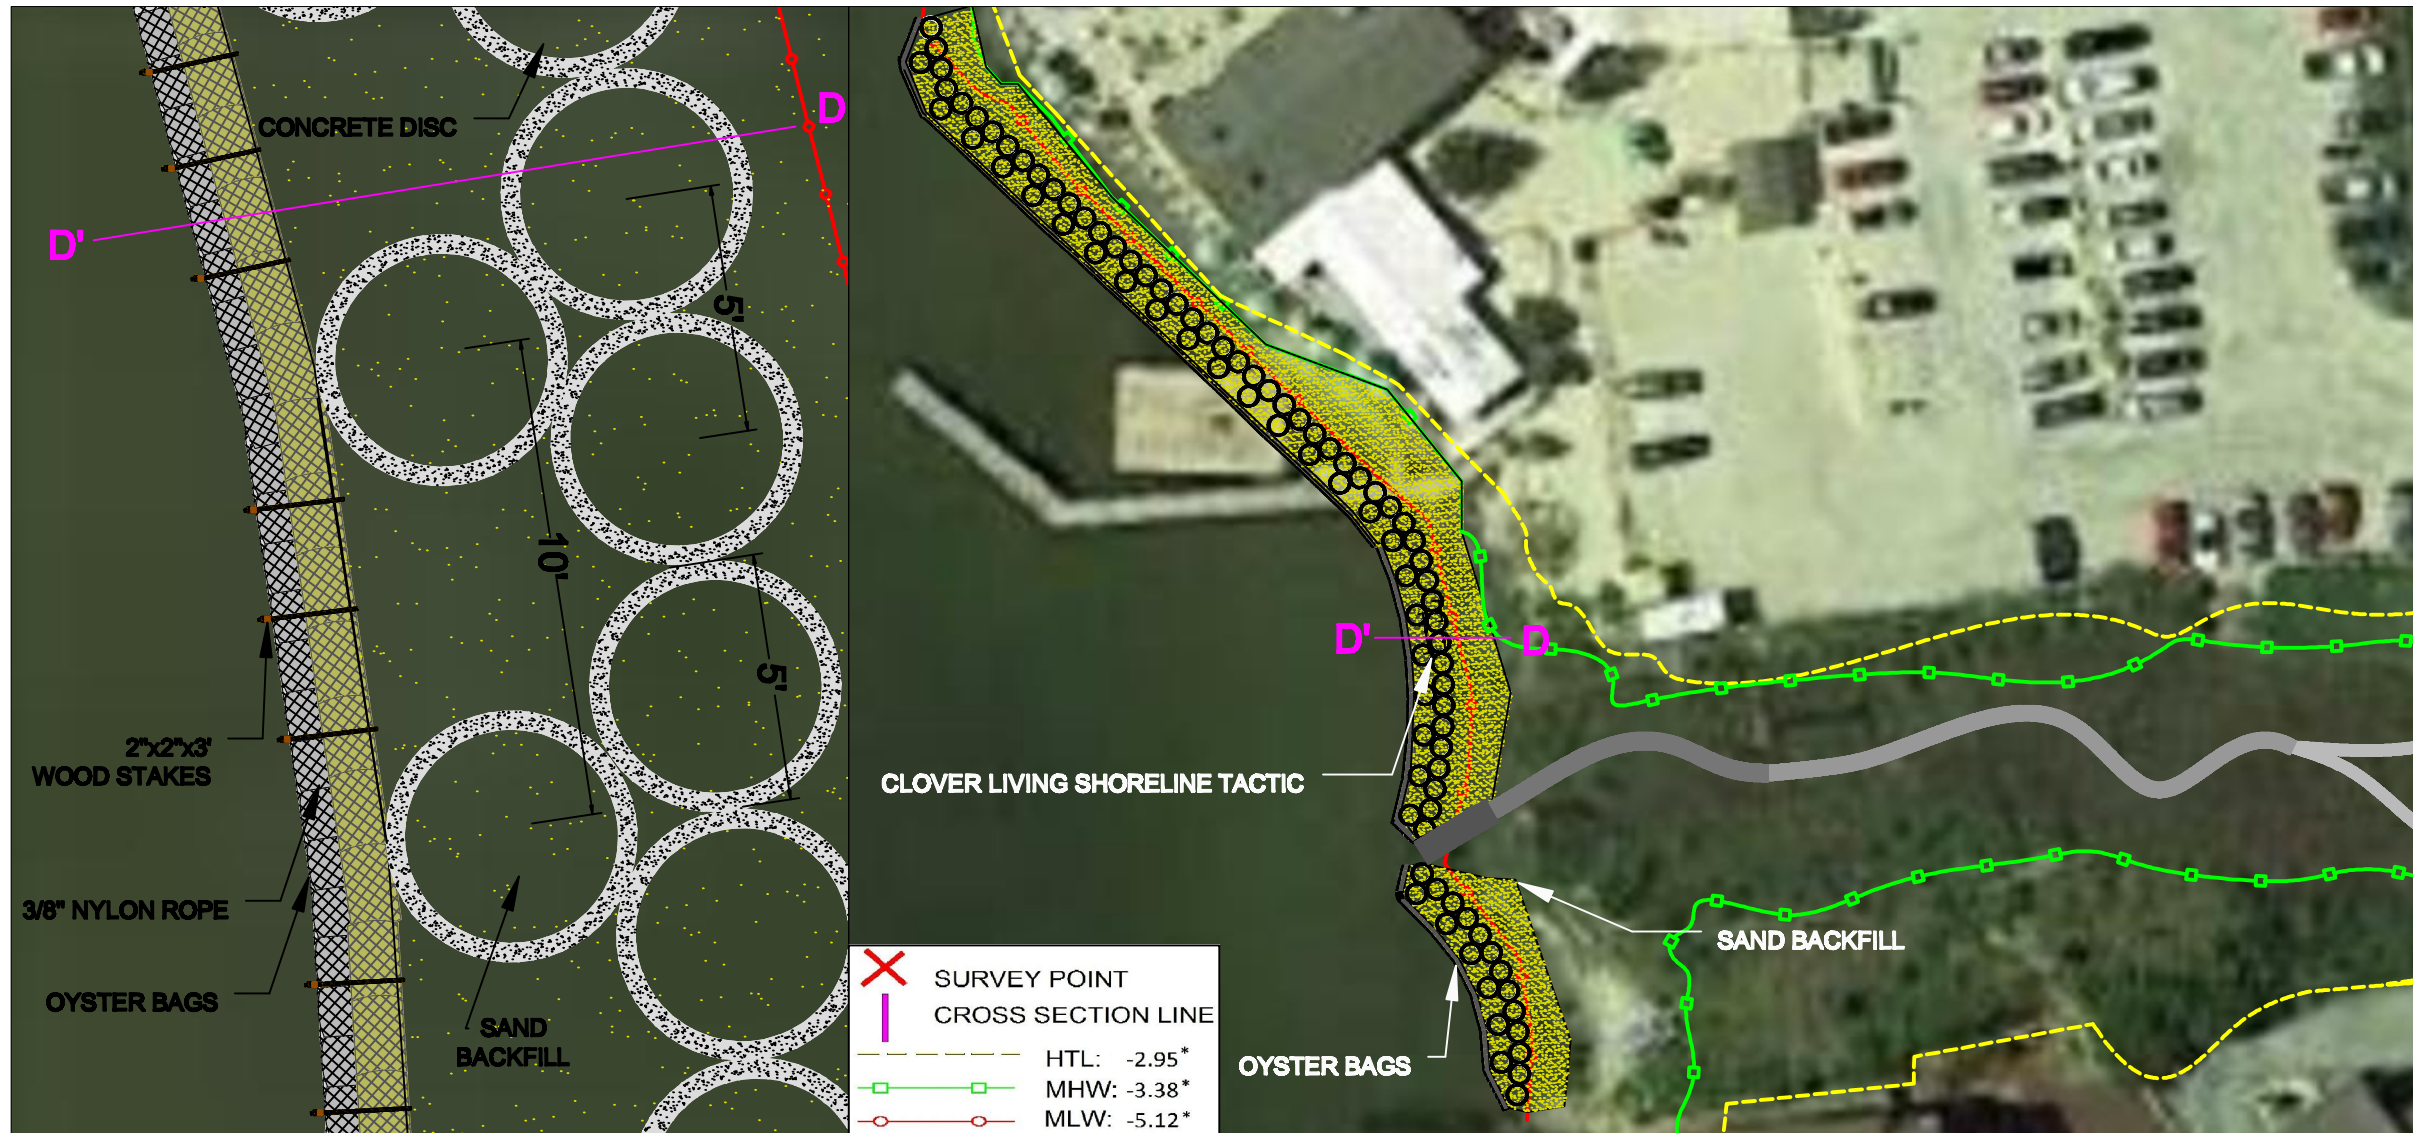 CONCRETE DISC
D
D'
5'
10'
5'
2"x2"x3'
WOOD STAKES
3/8" NYLON ROPE
OYSTER BAGS
SAND
BACKFILL
D'
D
CLOVER LIVING SHORELINE TACTIC
SAND BACKFILL
OYSTER BAGS
SURVEY POINT
CROSS SECTION LINE
HTL: -2.95*
MHW: -3.38*
MLW: -5.12*